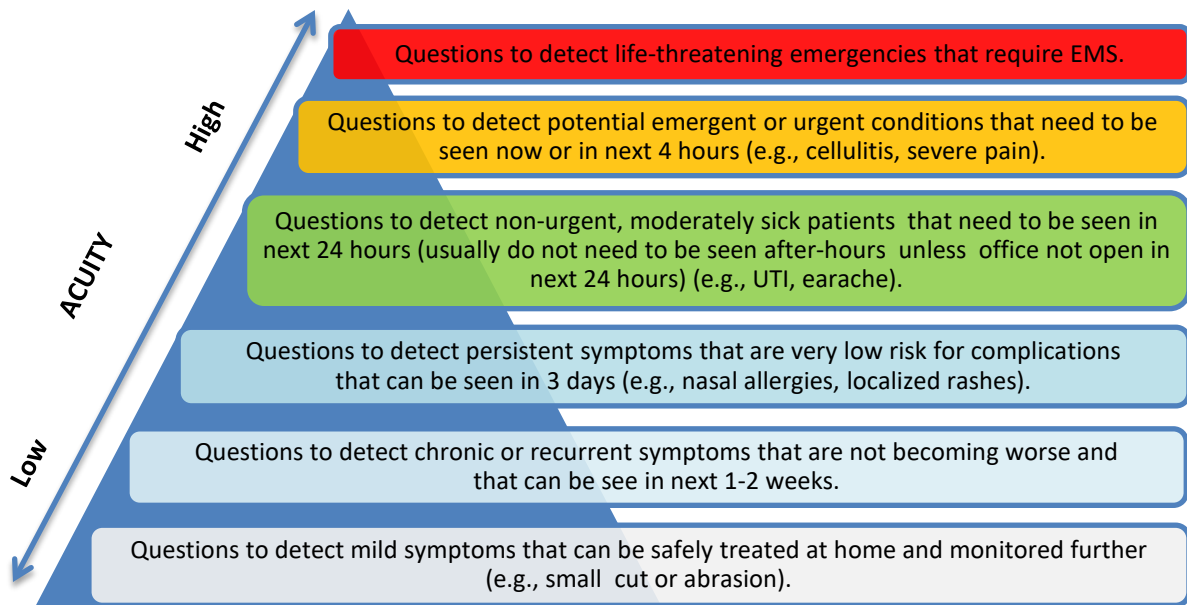 Questions to detect life-threatening emergencies that require EMS.
High
Questions to detect potential emergent or urgent conditions that need to be
seen now or in next 4 hours (e.g., cellulitis, severe pain).
Questions to detect non-urgent, moderately sick patients that need to be seen in
next 24 hours (usually do not need to be seen after-hours unless office not open in
next 24 hours) (e.g., UTI, earache).
ACUITY
Questions to detect persistent symptoms that are very low risk for complications
that can be seen in 3 days (e.g., nasal allergies, localized rashes).
Low
Questions to detect chronic or recurrent symptoms that are not becoming worse and
that can be see in next 1-2 weeks.
Questions to detect mild symptoms that can be safely treated at home and monitored further
(e.g., small cut or abrasion).